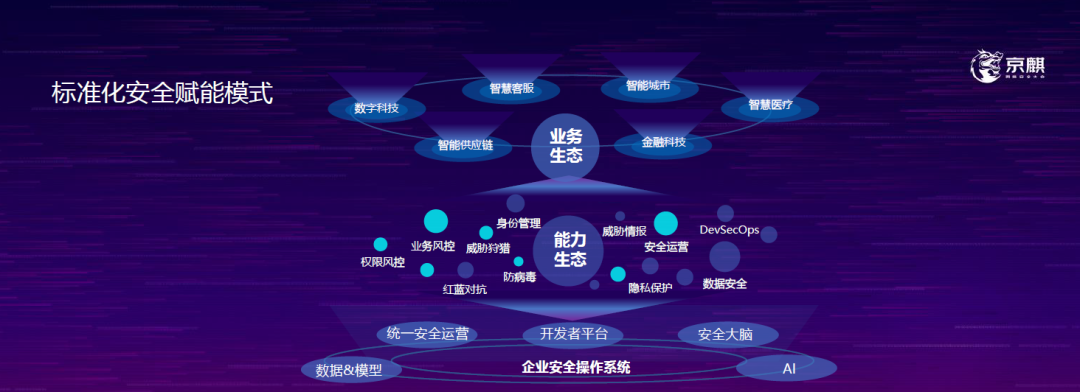 标准化安全赋能模式
京麒
数字科技
智慧客服
智能城市
智慧医疗
智能供应链
金融科技
业务
生态
身份管理
威胁情报
DevSecOps
业务风控
威胁狩猎
安全运营
权限风控
能力
生态
红蓝对抗
防病毒
隐私保护
数据安全
统一安全运营
开发者平台
安全大脑
数据&模型
企业安全操作系统
AI